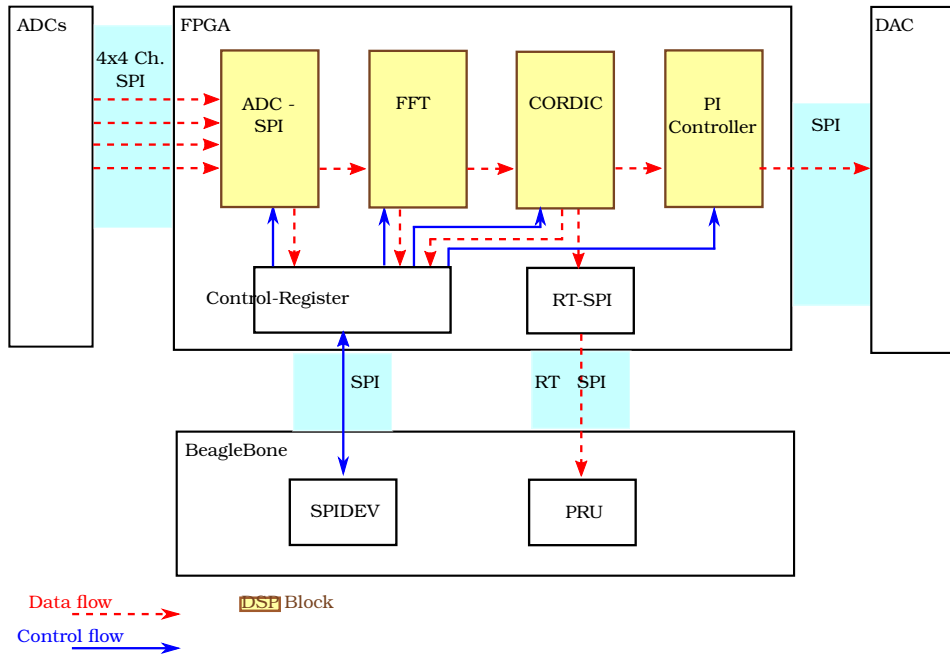 ADCs
FPGA
DAC
4x4 Ch.
SPI
ADC -
SPI
FFT
CORDIC
PI
Controller
SPI
Control-Register
RT-SPI
SPI
RT SPI
BeagleBone
SPIDEV
PRU
Data flow
DSP Block
Control flow